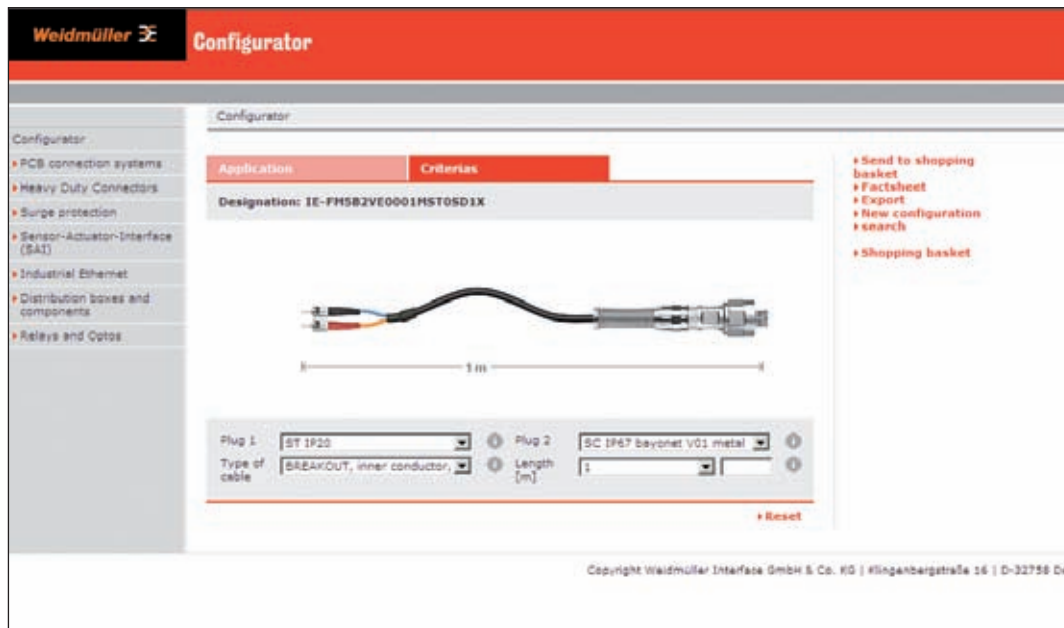 Weidmüller
Configurator
Configurator
Configurator
PCB connection systems
Heavy Duty Connectors
Surge protection
Sensor-Actuator-Interface
(SAI)
Industrial Ethernet
Distribution boxes and
components
Relays and Optos
Application
Criterias
Designation: IE-FM5B2VE0001MST0SD1X
1 m
Plug 1
ST IP20
Plug 2
SC IP67 bayonet V01 metal
Type of
cable
BREAKOUT, inner conductor,
Length
[m]
1
Reset
Send to shopping
basket
Factsheet
Export
New configuration
search
Shopping basket
Copyright Weidmüller Interface GmbH & Co. KG | Klingenbergstraße 16 | D-32758 De